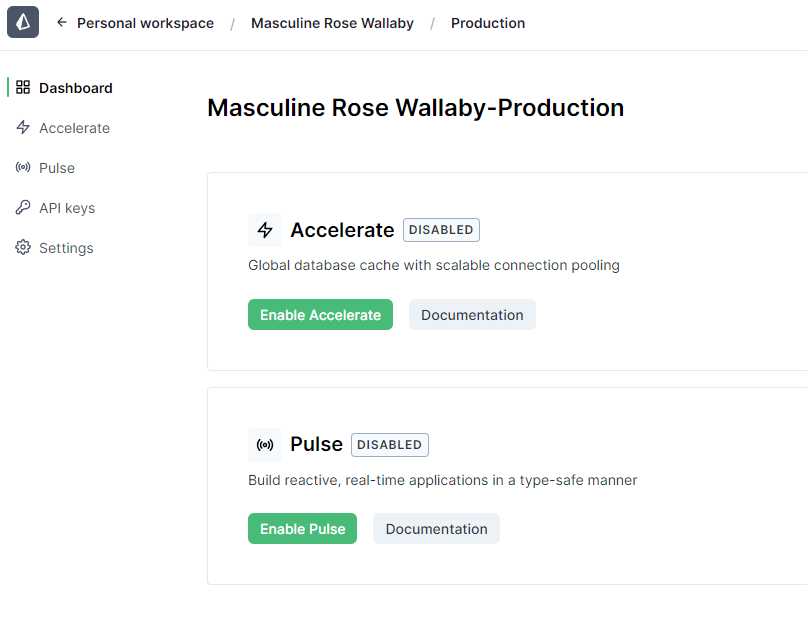 Personal workspace / Masculine Rose Wallaby / Production
Dashboard
Accelerate
Pulse
API keys
Settings
Masculine Rose Wallaby-Production
Accelerate DISABLED
Global database cache with scalable connection pooling
Enable Accelerate Documentation
Pulse DISABLED
Build reactive, real-time applications in a type-safe manner
Enable Pulse Documentation